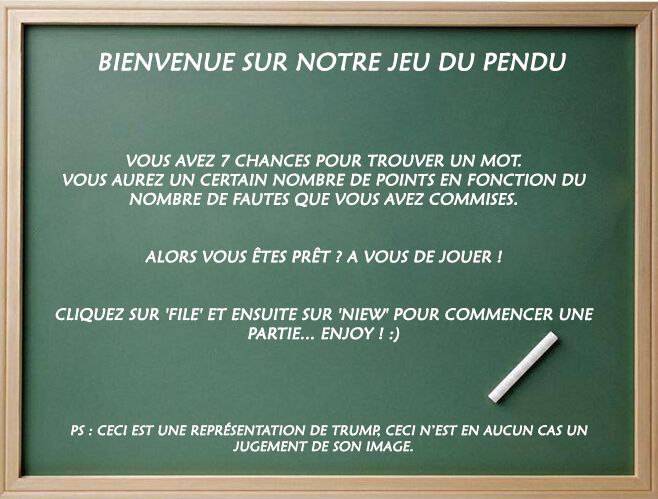 BIENVENUE SUR NOTRE JEU DU PENDU
VOUS AVEZ 7 CHANCES POUR TROUVER UN MOT.
VOUS AUREZ UN CERTAIN NOMBRE DE POINTS EN FONCTION DU
NOMBRE DE FAUTES QUE VOUS AVEZ COMMISES.
ALORS VOUS ÊTES PRÊT ? A VOUS DE JOUER !
CLIQUEZ SUR 'FILE' ET ENSUITE SUR 'NIEW' POUR COMMENCER UNE
PARTIE... ENJOY ! :)
PS : CECI EST UNE REPRÉSENTATION DE TRUMP, CECI N'EST EN AUCUN CAS UN
JUGEMENT DE SON IMAGE.